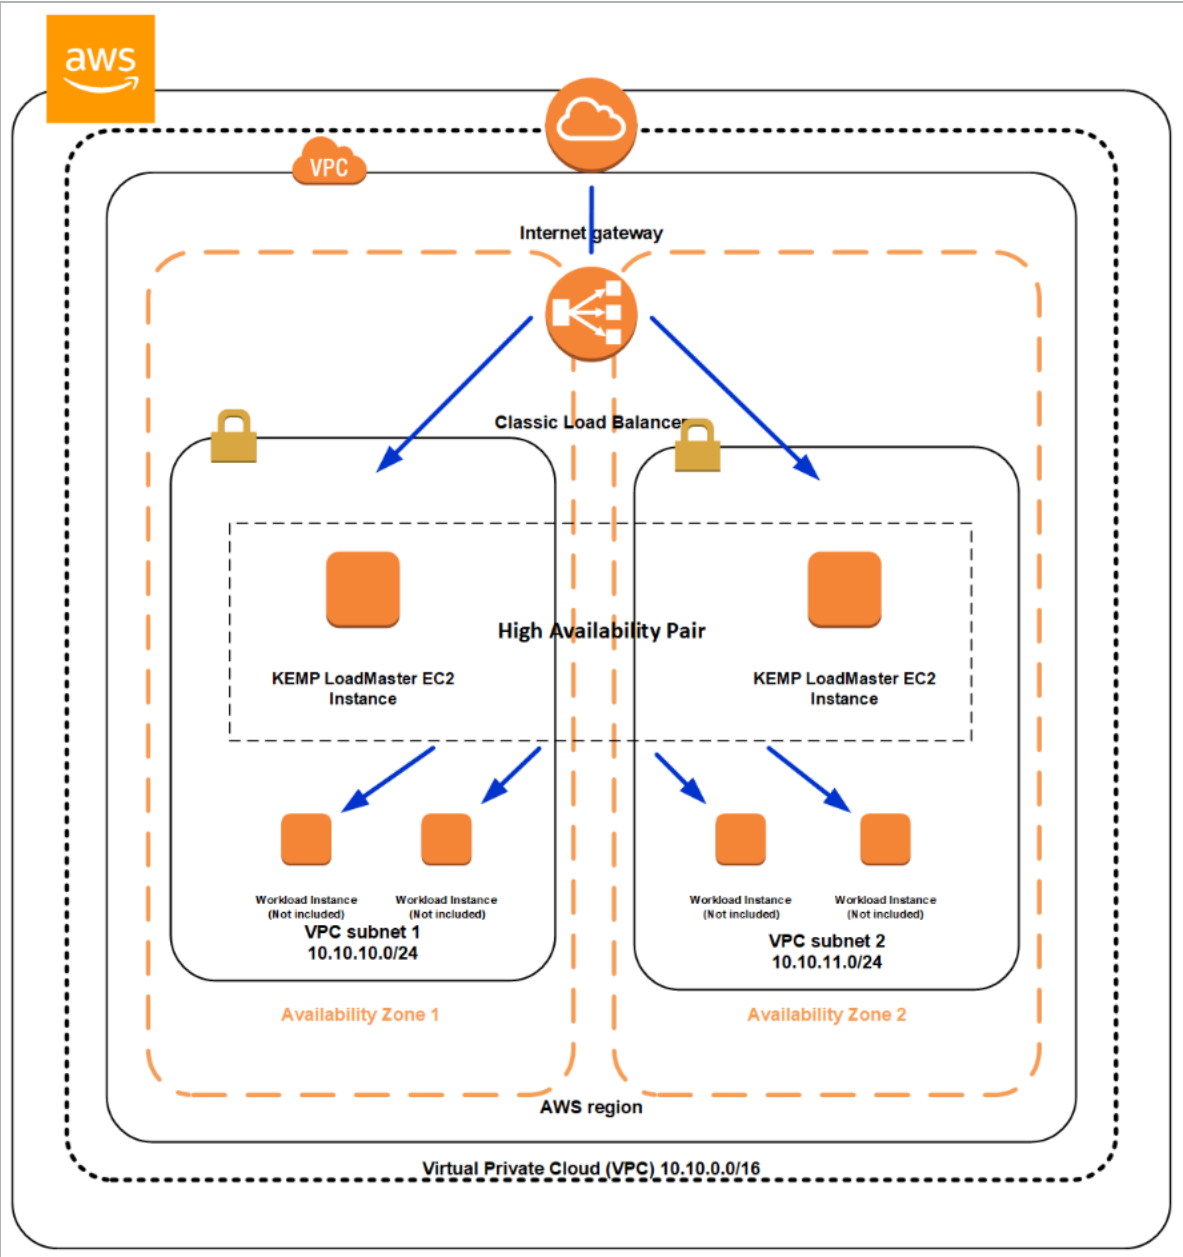 aws
VPC
Internet gateway
Classic Load Balancer
High Availability Pair
KEMP LoadMaster EC2
Instance
KEMP LoadMaster EC2
Instance
Workload Instance
(Not included)
Workload Instance
(Not included)
Workload Instance
(Not included)
Workload Instance
(Not included)
VPC subnet 1
10.10.10.0/24
VPC subnet 2
10.10.11.0/24
Availability Zone 1
Availability Zone 2
AWS region
Virtual Private Cloud (VPC) 10.10.0.0/16